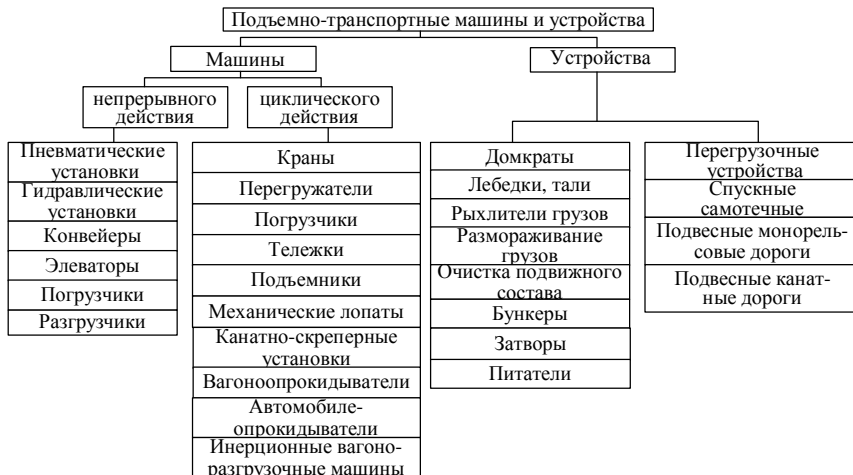 Подъемно-транспортные машины и устройства
Машины
Устройства
непрерывного
действия
циклического
действия
Пневматические
установки
Гидравлические
установки
Конвейеры
Элеваторы
Погрузчики
Разгрузчики
Краны
Перегружатели
Погрузчики
Тележки
Подъемники
Механические лопаты
Канатно-скреперные
установки
Вагоноопрокидыватели
Автомобиле-
опрокидыватели
Инерционные вагоно-
разгрузочные машины
Домкраты
Лебедки, тали
Рыхлители грузов
Размораживание
грузов
Очистка подвижного
состава
Бункеры
Затворы
Питатели
Перегрузочные
устройства
Спускные
самотечные
Подвесные монорель-
совые дороги
Подвесные канат-
ные дороги